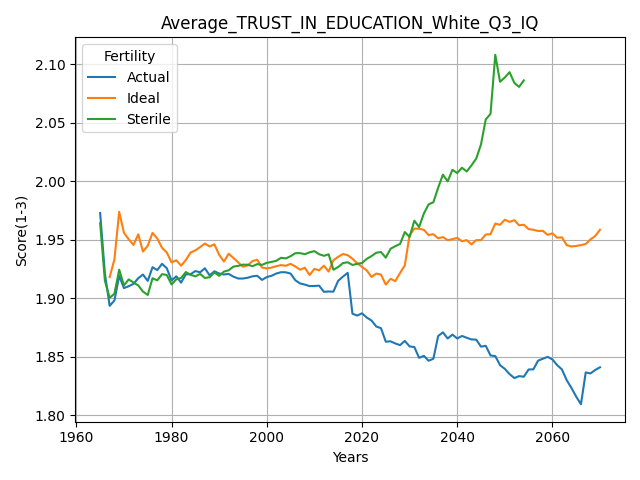 Average_TRUST_IN_EDUCATION_White_Q3_IQ
Fertility
Actual
Ideal
Sterile
Score(1-3)
2.10
2.05
2.00
1.95
1.90
1.85
1.80
1960 1980 2000 2020 2040 2060
Years